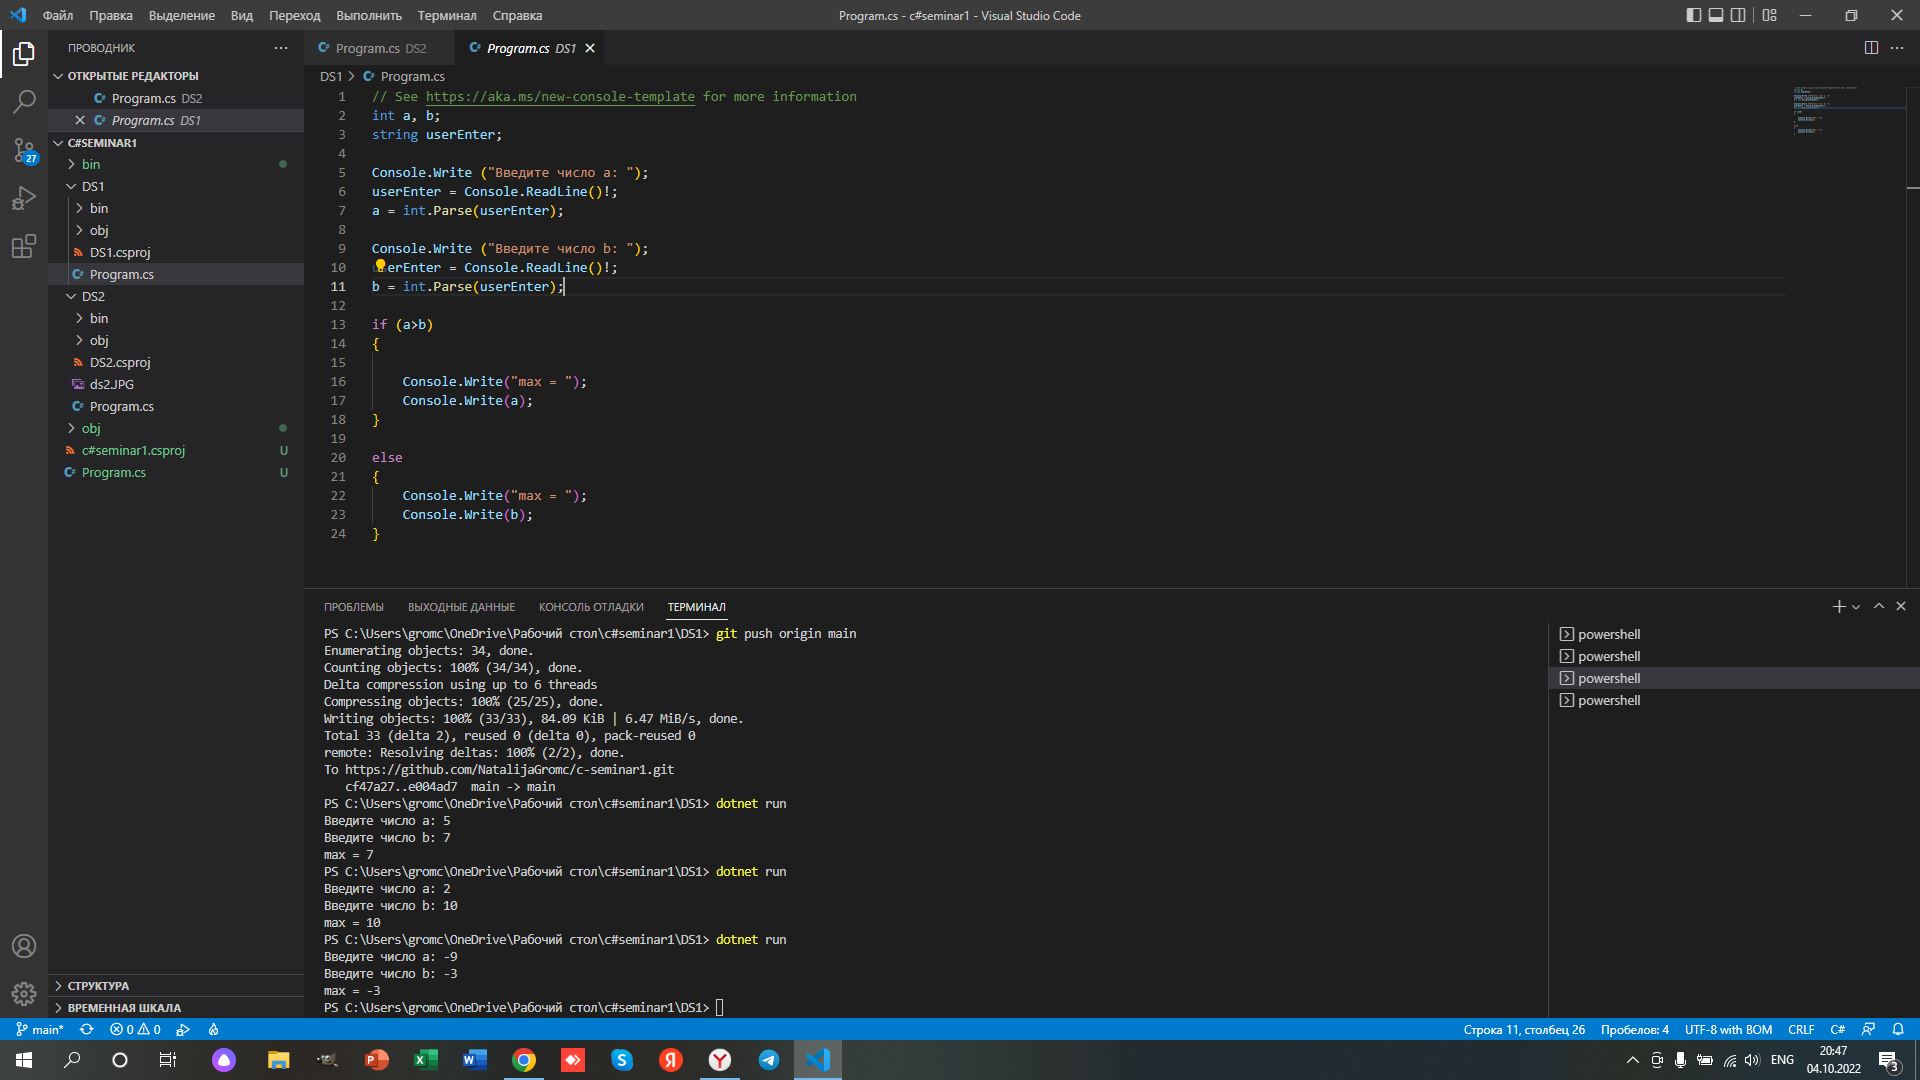 Файл Правка Выделение Вид Переход Выполнить Терминал Справка
Program.cs - c#seminar1 - Visual Studio Code
ПРОВОДНИК
ОТКРЫТЫЕ РЕДАКТОРЫ
Program.cs DS2
Program.cs DS1
C#SEMINAR1
bin
DS1
bin
obj
DS1.csproj
Program.cs
DS2
bin
obj
DS2.csproj
ds2.JPG
Program.cs
obj
c#seminar1.csproj U
Program.cs U
СТРУКТУРА
ВРЕМЕННАЯ ШКАЛА
27
Program.cs DS2
Program.cs DS1
DS1 > Program.cs
1 // See https://aka.ms/new-console-template for more information
2 int a, b;
3 string userEnter;
4
5 Console.Write ("Введите число a: ");
6 userEnter = Console.ReadLine()!;
7 a = int.Parse(userEnter);
8
9 Console.Write ("Введите число b: ");
10 userEnter = Console.ReadLine()!;
11 b = int.Parse(userEnter);
12
13 if (a>b)
14 {
15
16 Console.Write("max = ");
17 Console.Write(a);
18 }
19
20 else
21 {
22 Console.Write("max = ");
23 Console.Write(b);
24 }
ПРОБЛЕМЫ ВЫХОДНЫЕ ДАННЫЕ КОНСОЛЬ ОТЛАДКИ ТЕРМИНАЛ
PS C:\Users\gromc\OneDrive\Рабочий стол\c#seminar1\DS1> git push origin main
Enumerating objects: 34, done.
Counting objects: 100% (34/34), done.
Delta compression using up to 6 threads
Compressing objects: 100% (25/25), done.
Writing objects: 100% (33/33), 84.09 KiB | 6.47 MiB/s, done.
Total 33 (delta 2), reused 0 (delta 0), pack-reused 0
remote: Resolving deltas: 100% (2/2), done.
To https://github.com/NatalijaGromc/c-seminar1.git
cf47a27..e004ad7  main -> main
PS C:\Users\gromc\OneDrive\Рабочий стол\c#seminar1\DS1> dotnet run
Введите число a: 5
Введите число b: 7
max = 7
PS C:\Users\gromc\OneDrive\Рабочий стол\c#seminar1\DS1> dotnet run
Введите число a: 2
Введите число b: 10
max = 10
PS C:\Users\gromc\OneDrive\Рабочий стол\c#seminar1\DS1> dotnet run
Введите число a: -9
Введите число b: -3
max = -3
PS C:\Users\gromc\OneDrive\Рабочий стол\c#seminar1\DS1>
powershell
powershell
powershell
powershell
main* 0 0
Строка 11, столбец 26 Пробелов: 4 UTF-8 with BOM CRLF C#
ENG
20:47
04.10.2022
3